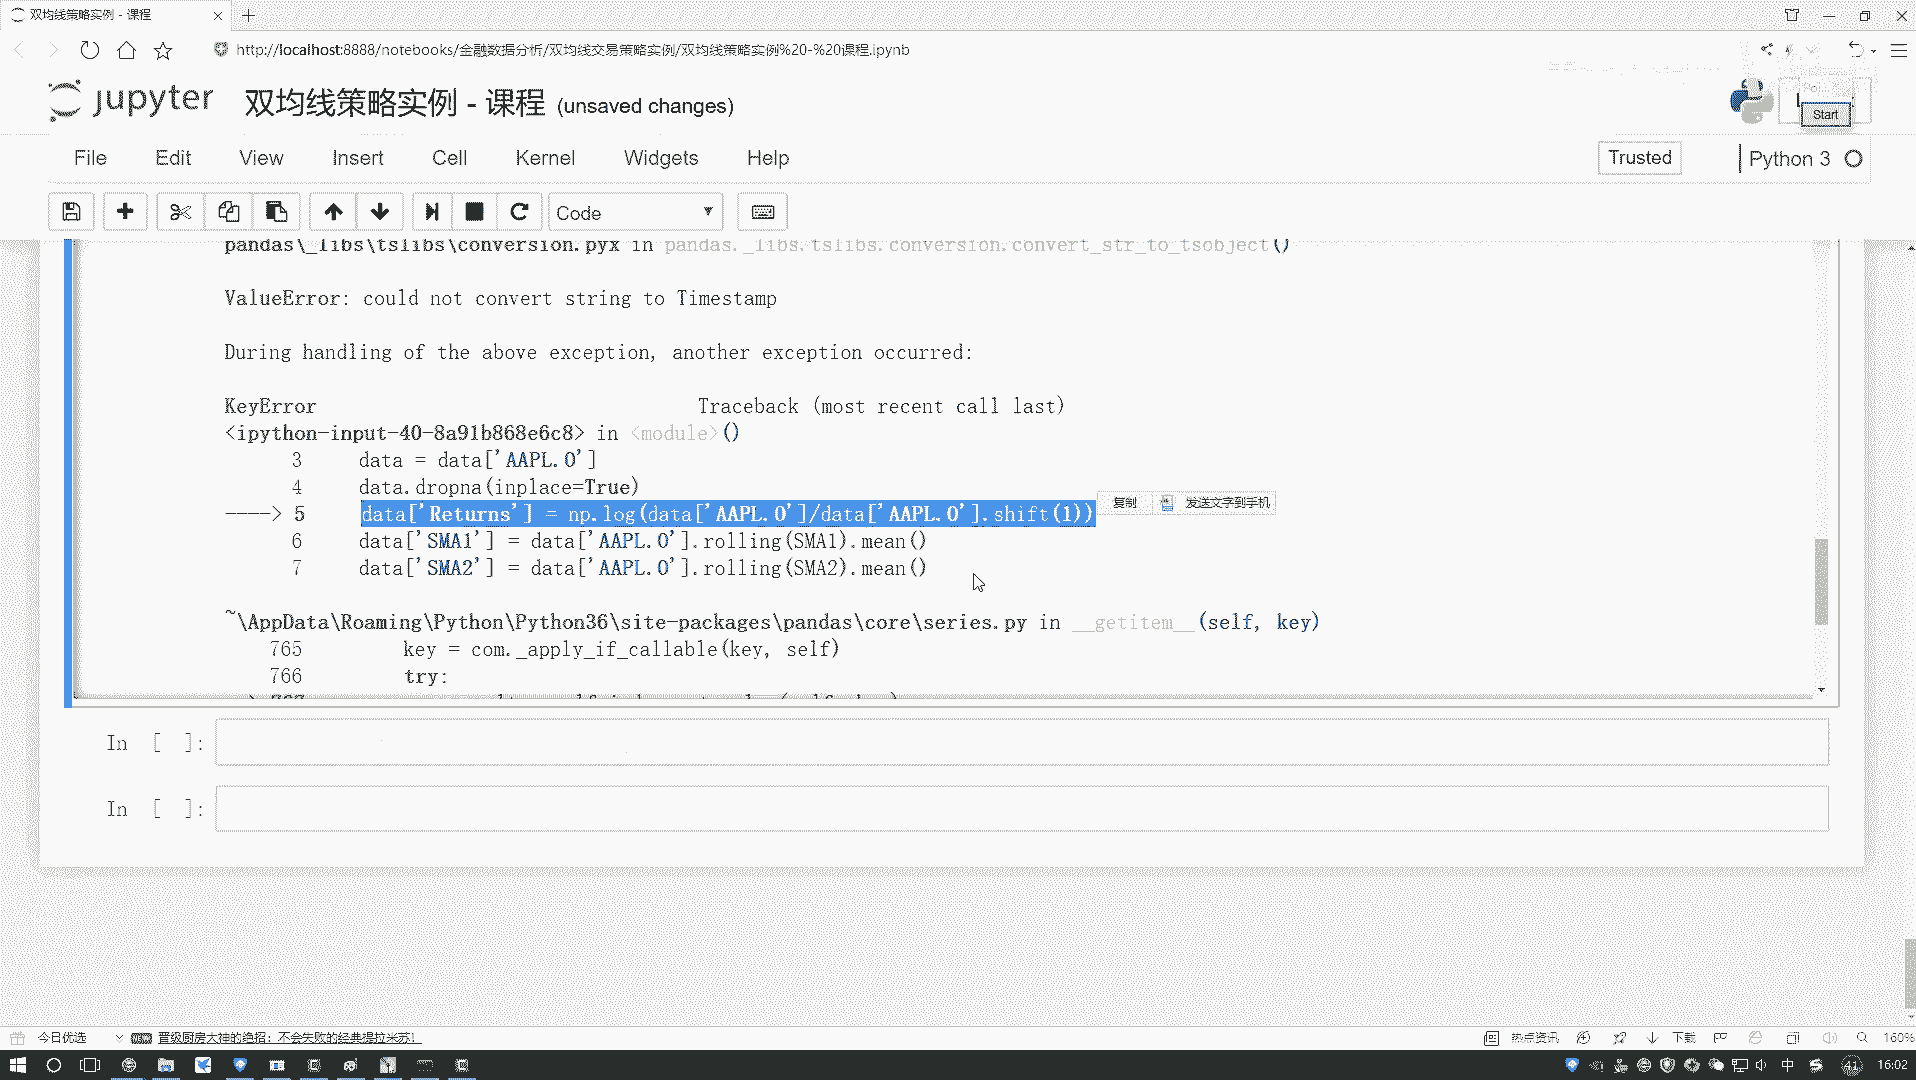 双均线策略实例 - 课程
http://localhost:8888/notebooks/金融数据分析/双均线交易策略实例/双均线策略实例%20-%20课程.ipynb
jupyter 双均线策略实例 - 课程 (unsaved changes)
Start
File Edit View Insert Cell Kernel Widgets Help
Trusted Python 3
Code
pandas\_libs\tslibs\conversion.pyx in pandas._libs.tslibs.conversion.convert_str_to_tsobject()
ValueError: could not convert string to Timestamp
During handling of the above exception, another exception occurred:
KeyError Traceback (most recent call last)
<ipython-input-40-8a91b868e6c8> in <module>()
3 data = data['AAPL.O']
4 data.dropna(inplace=True)
----> 5 data['Returns'] = np.log(data['AAPL.O']/data['AAPL.O'].shift(1))
复制 发送文字到手机
6 data['SMA1'] = data['AAPL.O'].rolling(SMA1).mean()
7 data['SMA2'] = data['AAPL.O'].rolling(SMA2).mean()
~\AppData\Roaming\Python\Python36\site-packages\pandas\core\series.py in __getitem__(self, key)
765 key = com._apply_if_callable(key, self)
766 try:
In [ ]:
In [ ]:
今日优选 晋级厨房大神的绝招：不会失败的经典提拉米苏！ 热点资讯 下载 160%
中 41 16:02